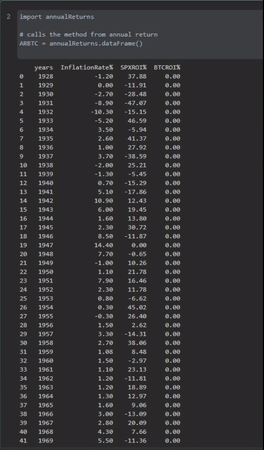 2 import annualReturns
# calls the method from annual return
ARBTC = annualReturns.dataFrame()
years InflationRate% SPXROI% BTCROI%
0 1928 -1.20 37.88 0.00
1 1929 0.00 -11.91 0.00
2 1930 -2.70 -28.48 0.00
3 1931 -8.90 -47.07 0.00
4 1932 -10.30 -15.15 0.00
5 1933 -5.20 46.59 0.00
6 1934 3.50 -5.94 0.00
7 1935 2.60 41.37 0.00
8 1936 1.00 27.92 0.00
9 1937 3.70 -38.59 0.00
10 1938 -2.00 25.21 0.00
11 1939 -1.30 -5.45 0.00
12 1940 0.70 -15.29 0.00
13 1941 5.10 -17.86 0.00
14 1942 10.90 12.43 0.00
15 1943 6.00 19.45 0.00
16 1944 1.60 13.80 0.00
17 1945 2.30 30.72 0.00
18 1946 8.50 -11.87 0.00
19 1947 14.40 0.00 0.00
20 1948 7.70 -0.65 0.00
21 1949 -1.00 10.26 0.00
22 1950 1.10 21.78 0.00
23 1951 7.90 16.46 0.00
24 1952 2.30 11.78 0.00
25 1953 0.80 -6.62 0.00
26 1954 0.30 45.02 0.00
27 1955 -0.30 26.40 0.00
28 1956 1.50 2.62 0.00
29 1957 3.30 -14.31 0.00
30 1958 2.70 38.06 0.00
31 1959 1.08 8.48 0.00
32 1960 1.50 -2.97 0.00
33 1961 1.10 23.13 0.00
34 1962 1.20 -11.81 0.00
35 1963 1.20 18.89 0.00
36 1964 1.30 12.97 0.00
37 1965 1.60 9.06 0.00
38 1966 3.00 -13.09 0.00
39 1967 2.80 20.09 0.00
40 1968 4.30 7.66 0.00
41 1969 5.50 -11.36 0.00